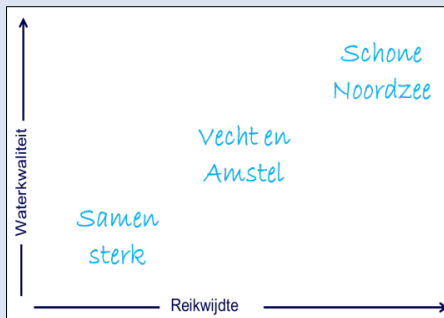 Schone
Noordzee
Vecht en
Amstel
Samen
sterk
Waterkwaliteit
Reikwijdte